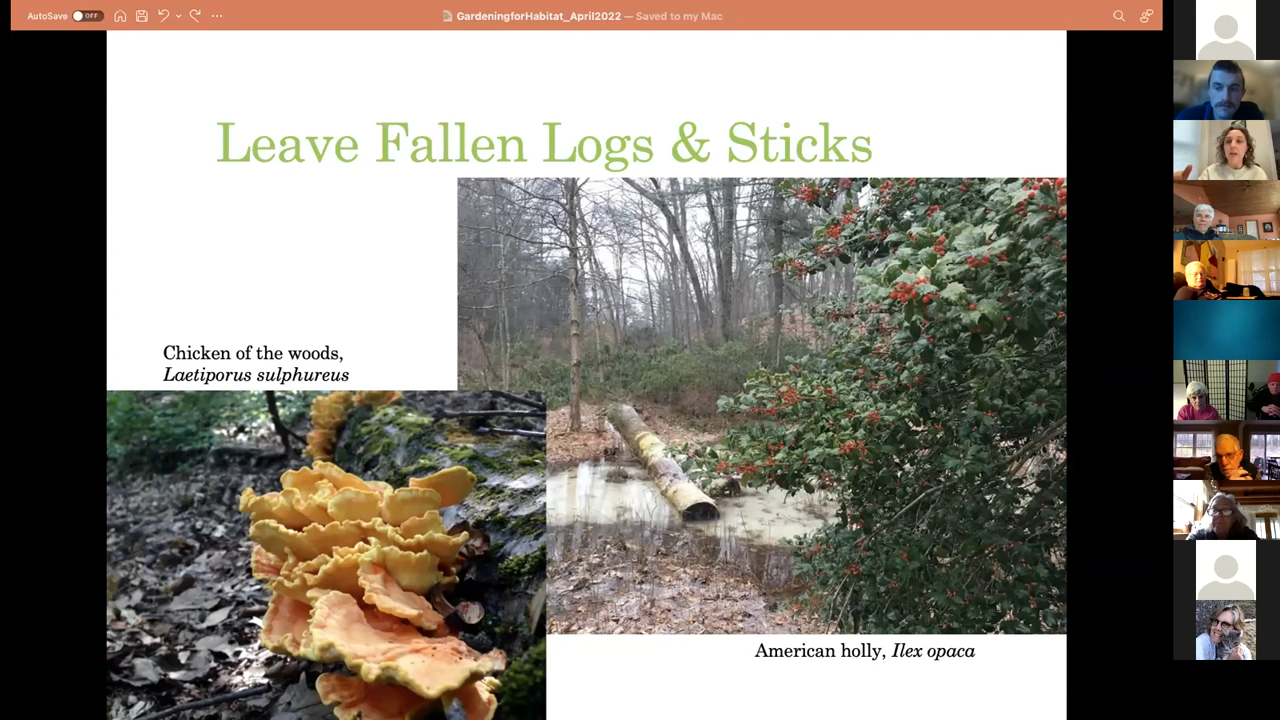 AutoSave OFF
GardeningforHabitat_April2022 — Saved to my Mac
Leave Fallen Logs & Sticks
Chicken of the woods,
Laetiporus sulphureus
American holly, Ilex opaca